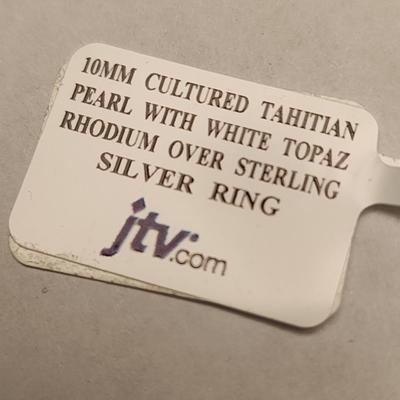 10MM CULTURED TAHITIAN
PEARL WITH WHITE TOPAZ
RHODIUM OVER STERLING
SILVER RING
jtv.com